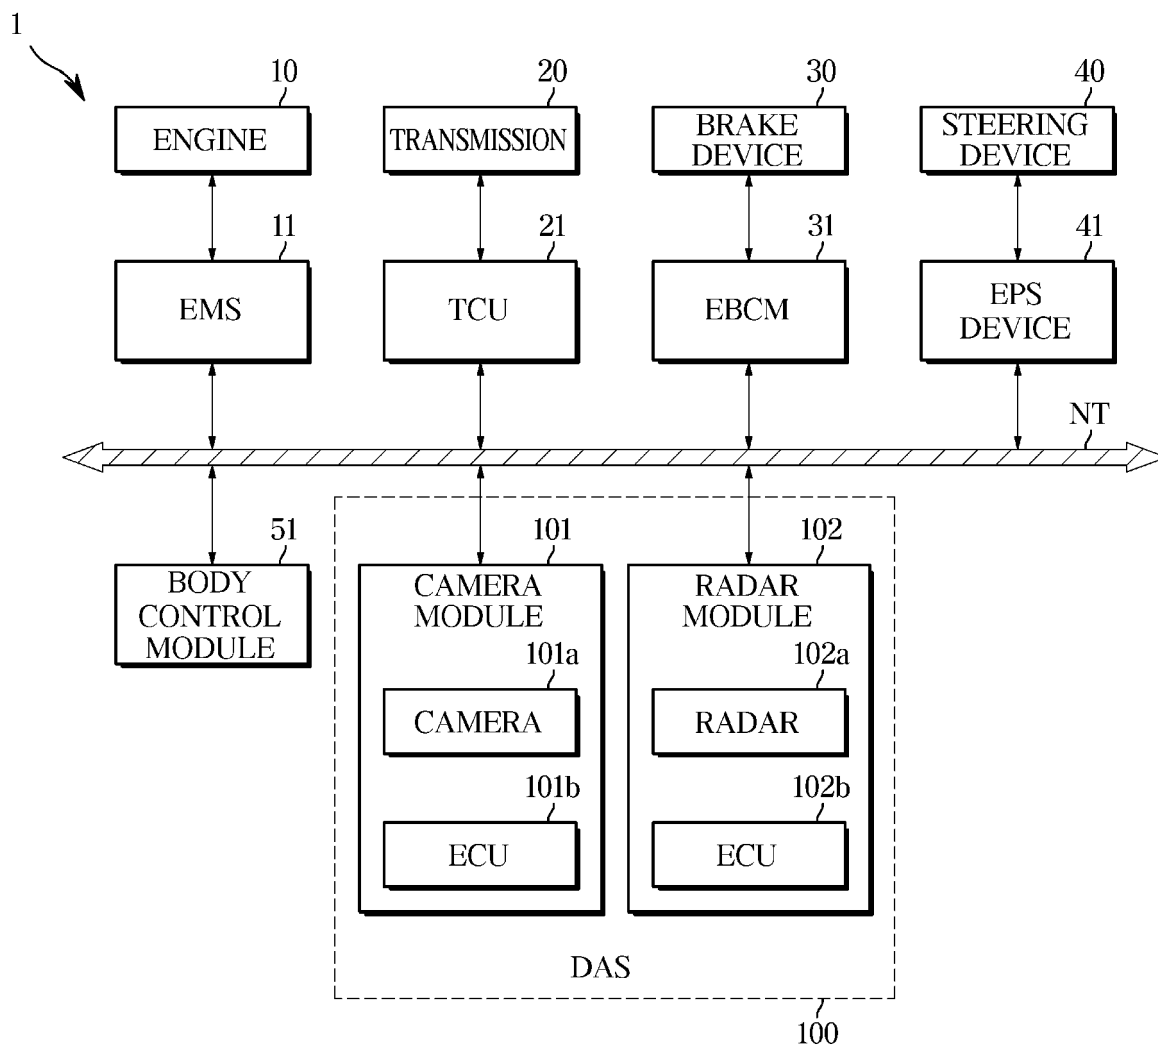 1
10
20
30
40
ENGINE
TRANSMISSION
BRAKE
DEVICE
STEERING
DEVICE
11
21
31
41
EMS
TCU
EBCM
EPS
DEVICE
NT
51
101
102
BODY
CONTROL
MODULE
CAMERA
MODULE
RADAR
MODULE
101a
102a
CAMERA
RADAR
101b
102b
ECU
ECU
DAS
100